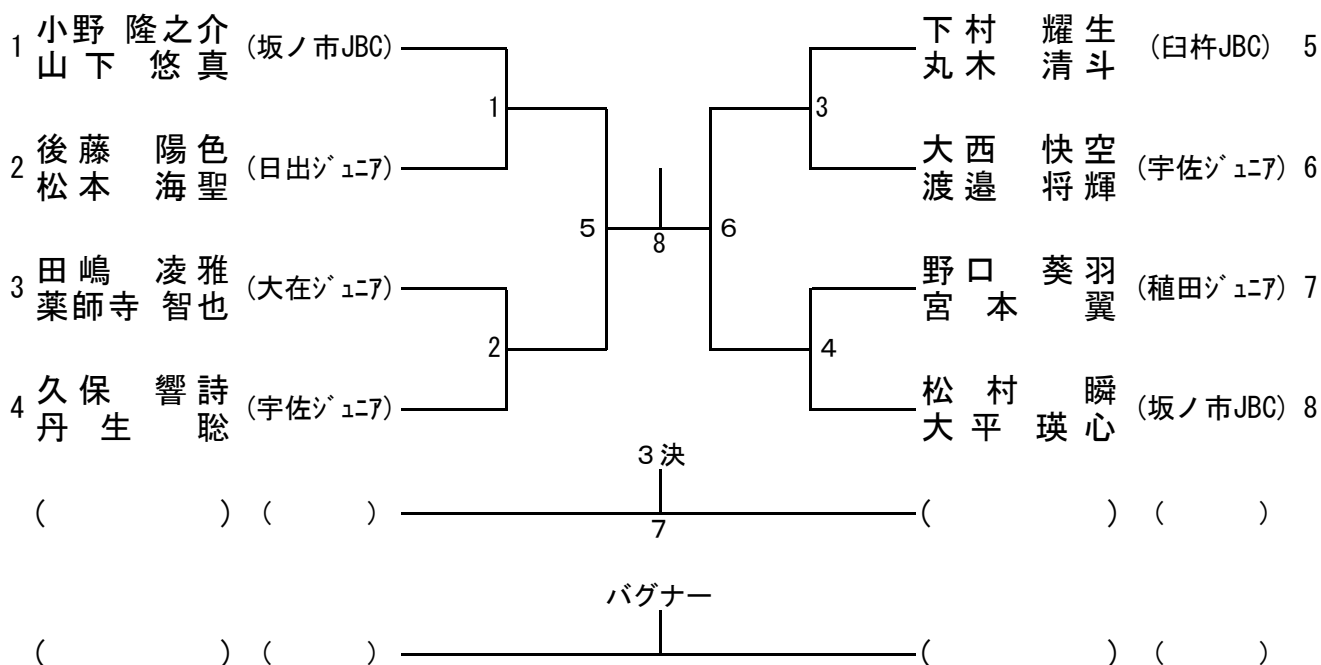 1 小野 隆之介 (坂ノ市JBC)
山下 悠真
1
2 後藤 陽色 (日出ジュニア)
松本 海聖
5
3 田嶋 凌雅 (大在ジュニア)
薬師寺 智也
2
4 久保 響詩 (宇佐ジュニア)
丹生 聡
8
下村 耀生 (臼杵JBC) 5
丸木 清斗
3
大西 快空 (宇佐ジュニア) 6
渡邉 将輝
6
野口 葵羽 (稙田ジュニア) 7
宮本 翼
4
松村 瞬 (坂ノ市JBC) 8
大平 瑛心
3決
( ) ( ) ( ) ( )
7
バグナー
( ) ( ) ( ) ( )